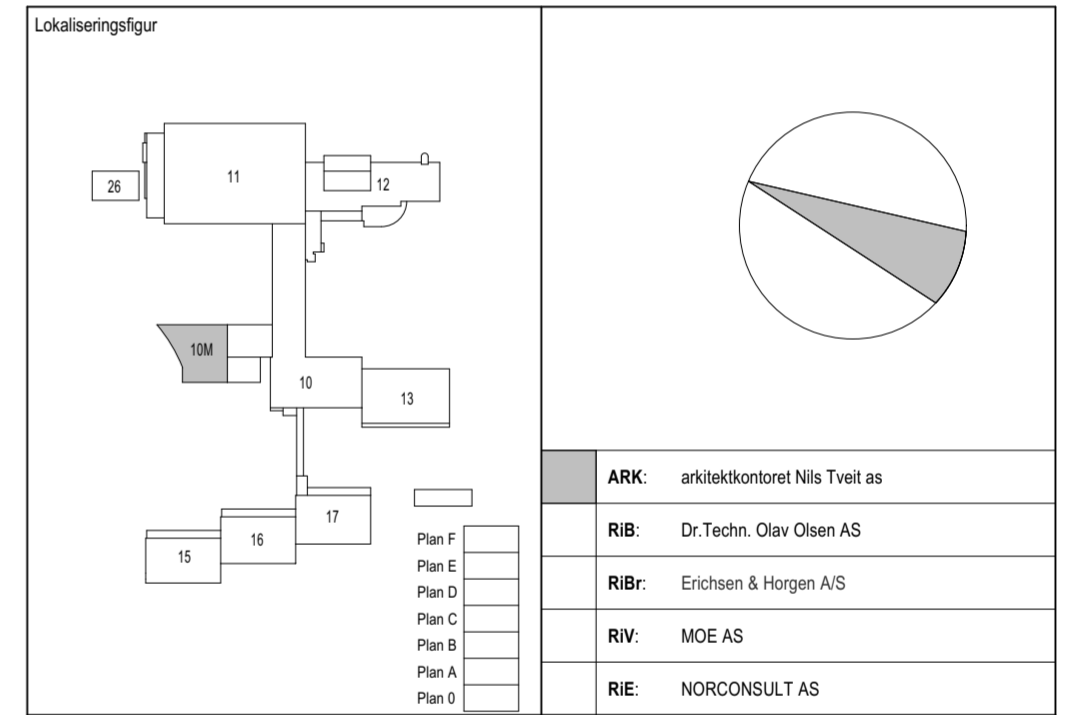 Lokaliseringsfigur
26
11
12
10M
10
13
15
16
17
Plan F
Plan E
Plan D
Plan C
Plan B
Plan A
Plan 0
ARK: arkitektkontoret Nils Tveit as
RiB: Dr.Techn. Olav Olsen AS
RiBr: Erichsen & Horgen A/S
RiV: MOE AS
RiE: NORCONSULT AS